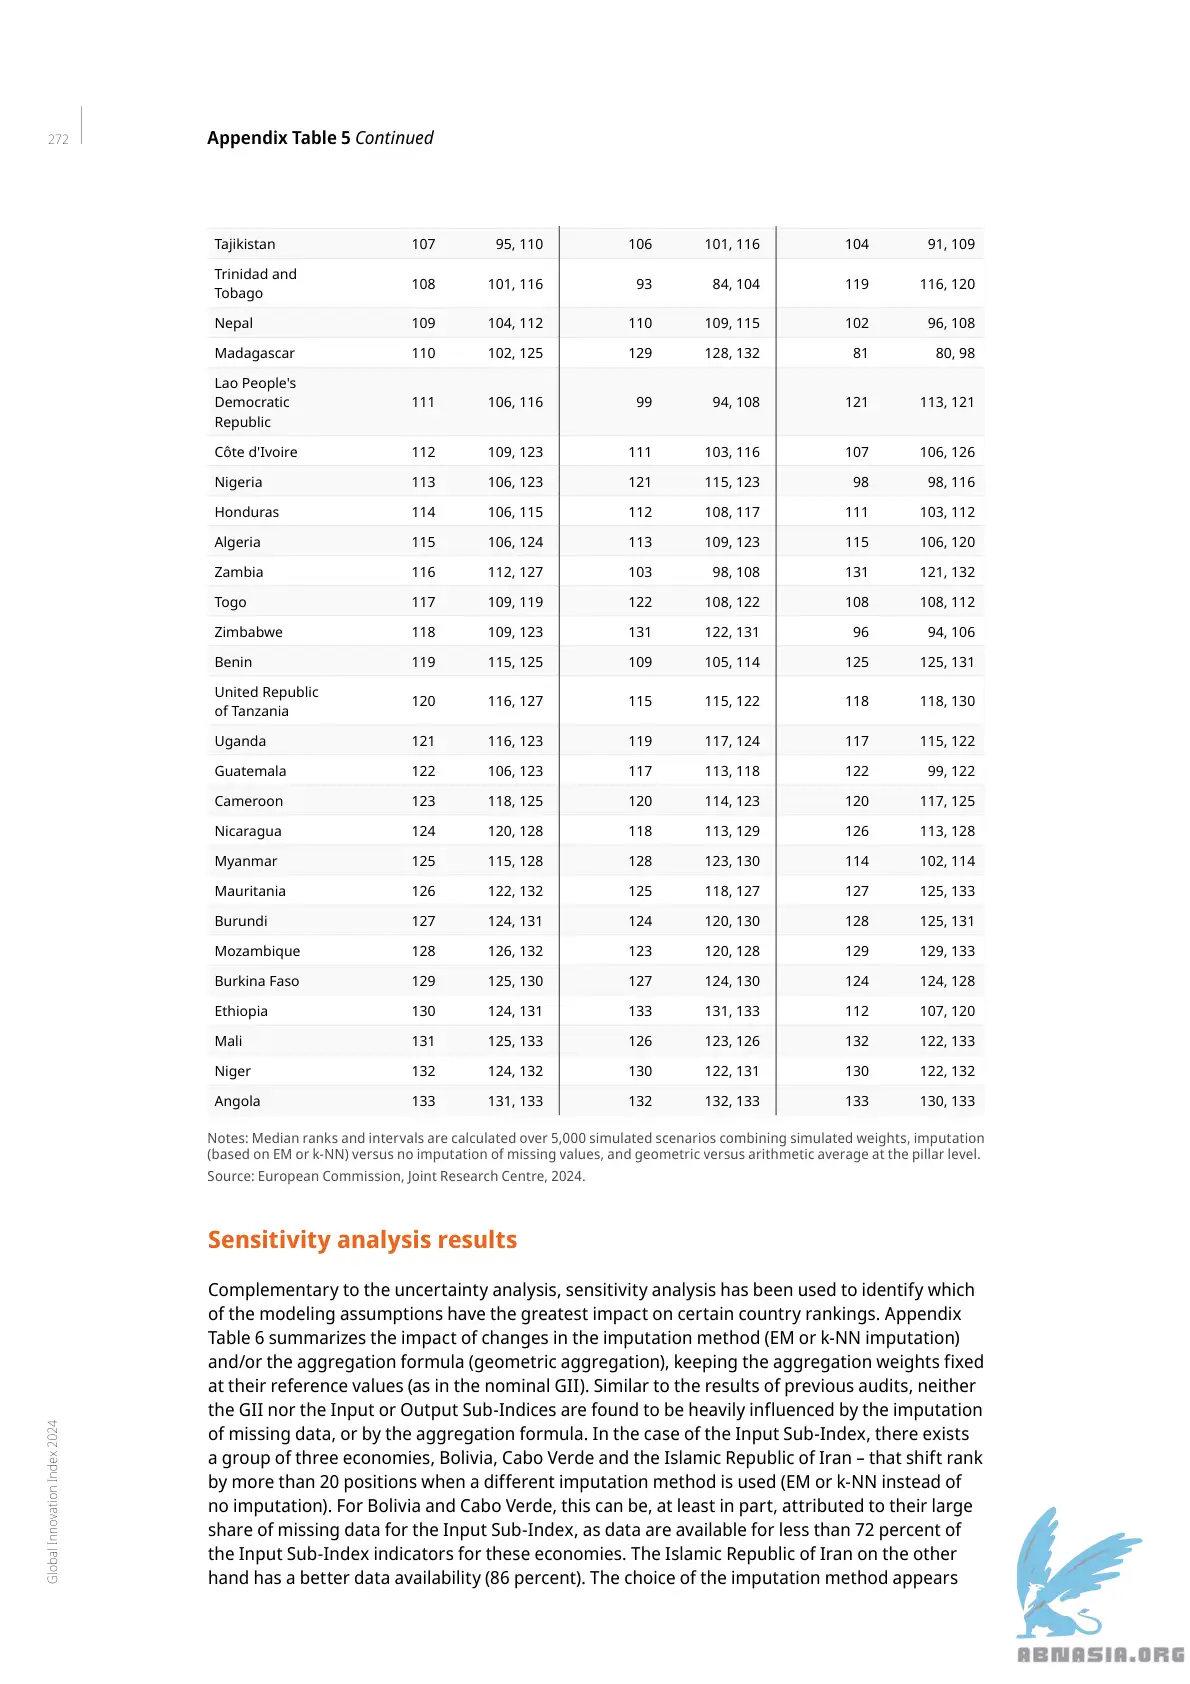 272
Appendix Table 5 Continued
Tajikistan 107 95, 110 106 101, 116 104 91, 109
Trinidad and
Tobago 108 101, 116 93 84, 104 119 116, 120
Nepal 109 104, 112 110 109, 115 102 96, 108
Madagascar 110 102, 125 129 128, 132 81 80, 98
Lao People's
Democratic 111 106, 116 99 94, 108 121 113, 121
Republic
Côte d'Ivoire 112 109, 123 111 103, 116 107 106, 126
Nigeria 113 106, 123 121 115, 123 98 98, 116
Honduras 114 106, 115 112 108, 117 111 103, 112
Algeria 115 106, 124 113 109, 123 115 106, 120
Zambia 116 112, 127 103 98, 108 131 121, 132
Togo 117 109, 119 122 108, 122 108 108, 112
Zimbabwe 118 109, 123 131 122, 131 96 94, 106
Benin 119 115, 125 109 105, 114 125 125, 131
United Republic
of Tanzania 120 116, 127 115 115, 122 118 118, 130
Uganda 121 116, 123 119 117, 124 117 115, 122
Guatemala 122 106, 123 117 113, 118 122 99, 122
Cameroon 123 118, 125 120 114, 123 120 117, 125
Nicaragua 124 120, 128 118 113, 129 126 113, 128
Myanmar 125 115, 128 128 123, 130 114 102, 114
Mauritania 126 122, 132 125 118, 127 127 125, 133
Burundi 127 124, 131 124 120, 130 128 125, 131
Mozambique 128 126, 132 123 120, 128 129 129, 133
Burkina Faso 129 125, 130 127 124, 130 124 124, 128
Ethiopia 130 124, 131 133 131, 133 112 107, 120
Mali 131 125, 133 126 123, 126 132 122, 133
Niger 132 124, 132 130 122, 131 130 122, 132
Angola 133 131, 133 132 132, 133 133 130, 133
Notes: Median ranks and intervals are calculated over 5,000 simulated scenarios combining simulated weights, imputation
(based on EM or k-NN) versus no imputation of missing values, and geometric versus arithmetic average at the pillar level.
Source: European Commission, Joint Research Centre, 2024.
Sensitivity analysis results
Complementary to the uncertainty analysis, sensitivity analysis has been used to identify which
of the modeling assumptions have the greatest impact on certain country rankings. Appendix
Table 6 summarizes the impact of changes in the imputation method (EM or k-NN imputation)
and/or the aggregation formula (geometric aggregation), keeping the aggregation weights fixed
at their reference values (as in the nominal GII). Similar to the results of previous audits, neither
the GII nor the Input or Output Sub-Indices are found to be heavily influenced by the imputation
of missing data, or by the aggregation formula. In the case of the Input Sub-Index, there exists
a group of three economies, Bolivia, Cabo Verde and the Islamic Republic of Iran – that shift rank
by more than 20 positions when a different imputation method is used (EM or k-NN instead of
no imputation). For Bolivia and Cabo Verde, this can be, at least in part, attributed to their large
share of missing data for the Input Sub-Index, as data are available for less than 72 percent of
the Input Sub-Index indicators for these economies. The Islamic Republic of Iran on the other
hand has a better data availability (86 percent). The choice of the imputation method appears
Global Innovation Index 2024
ABNASIA.ORG